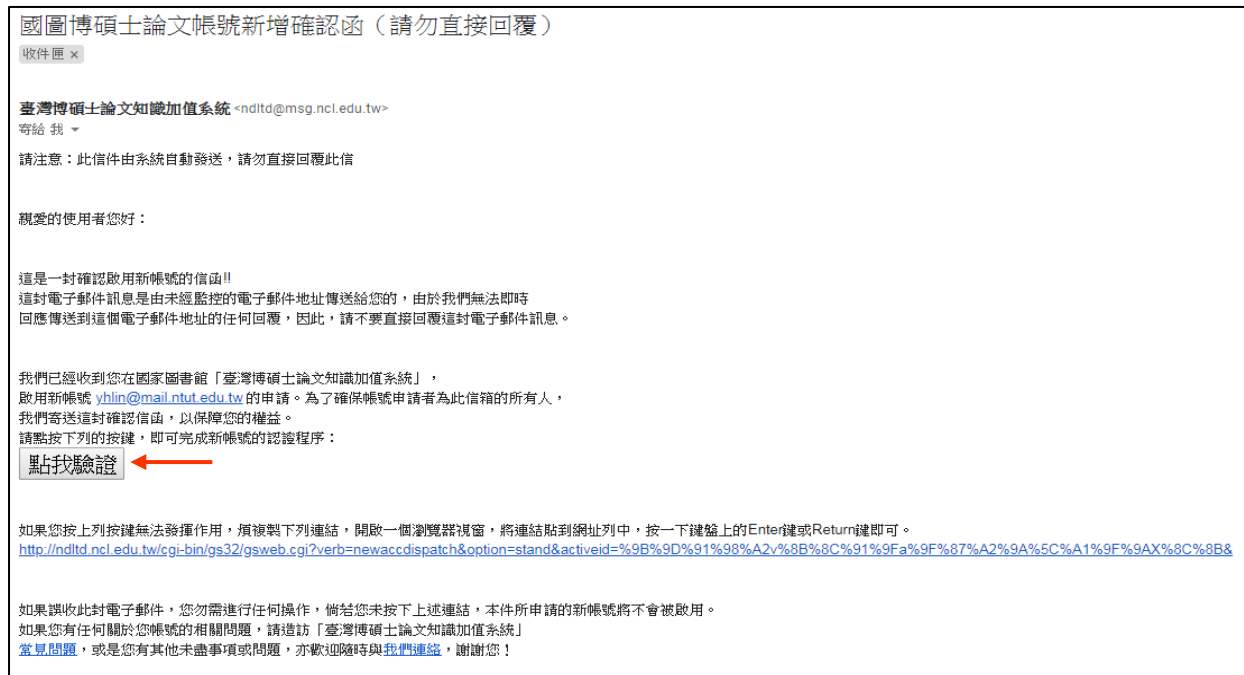 國圖博碩士論文帳號新增確認函（請勿直接回覆）
收件匣 x
臺灣博碩士論文知識加值系統 <ndltd@msg.ncl.edu.tw>
寄給 我
請注意：此信件由系統自動發送，請勿直接回覆此信
親愛的使用者您好：
這是一封確認啟用新帳號的信函!!
這封電子郵件訊息是由未經監控的電子郵件地址傳送給您的，由於我們無法即時
回應傳送到這個電子郵件地址的任何回覆，因此，請不要直接回覆這封電子郵件訊息。
我們已經收到您在國家圖書館「臺灣博碩士論文知識加值系統」，
啟用新帳號 yhlin@mail.ntut.edu.tw 的申請。為了確保帳號申請者為此信箱的所有人，
我們寄送這封確認信函，以保障您的權益。
請點按下列的按鍵，即可完成新帳號的認證程序：
點我驗證
如果您按上列按鍵無法發揮作用，煩複製下列連結，開啟一個瀏覽器視窗，將連結貼到網址列中，按一下鍵盤上的Enter鍵或Return鍵即可。
http://ndltd.ncl.edu.tw/cgi-bin/gs32/gsweb.cgi?verb=newaccdispatch&option=stand&activeid=%9B%9D%91%98%A2v%8B%8C%91%9Fa%9F%87%A2%9A%5C%A1%9F%9AX%8C%8B&
如果誤收此封電子郵件，您勿需進行任何操作，倘若您未按下上述連結，本件所申請的新帳號將不會被啟用。
如果您有任何關於您帳號的相關問題，請造訪「臺灣博碩士論文知識加值系統」
常見問題，或是您有其他未盡事項或問題，亦歡迎隨時與我們連絡，謝謝您！